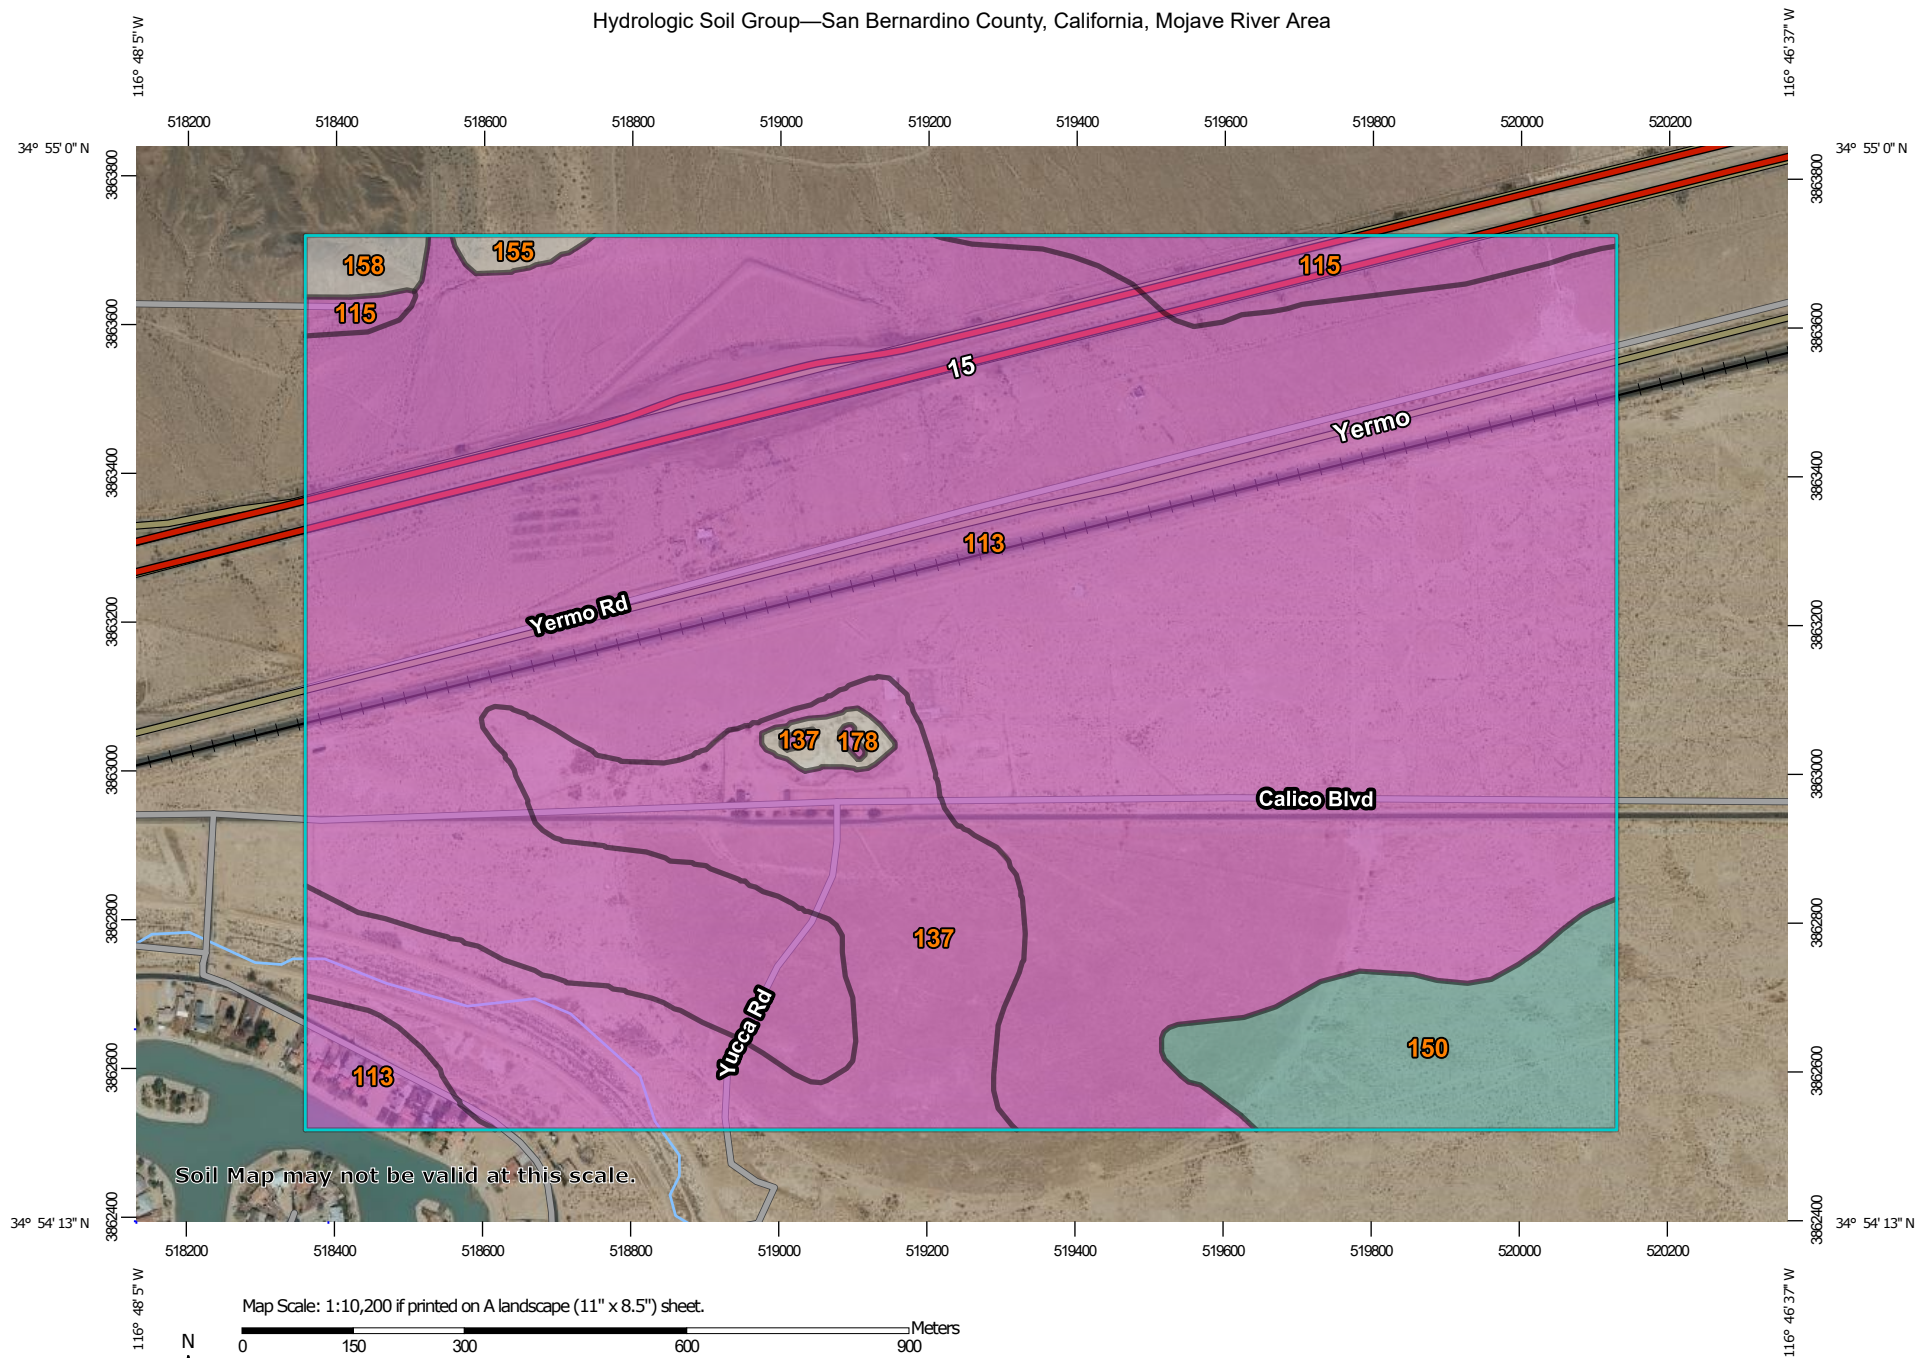 Hydrologic Soil Group—San Bernardino County, California, Mojave River Area
116° 48' 5" W
116° 46' 37" W
518200 518400 518600 518800 519000 519200 519400 519600 519800 520000 520200
34° 55' 0" N
34° 55' 0" N
3863800
3863800
158
155
115
115
3863600
3863600
15
Yermo
3863400
3863400
113
Yermo Rd
3863200
3863200
137
178
3863000
3863000
Calico Blvd
3862800
3862800
137
Yucca Rd
150
113
3862600
3862600
Soil Map may not be valid at this scale.
3862400
3862400
34° 54' 13" N
34° 54' 13" N
518200 518400 518600 518800 519000 519200 519400 519600 519800 520000 520200
116° 48' 5" W
116° 46' 37" W
Map Scale: 1:10,200 if printed on A landscape (11" x 8.5") sheet.
N
Meters
0 150 300 600 900